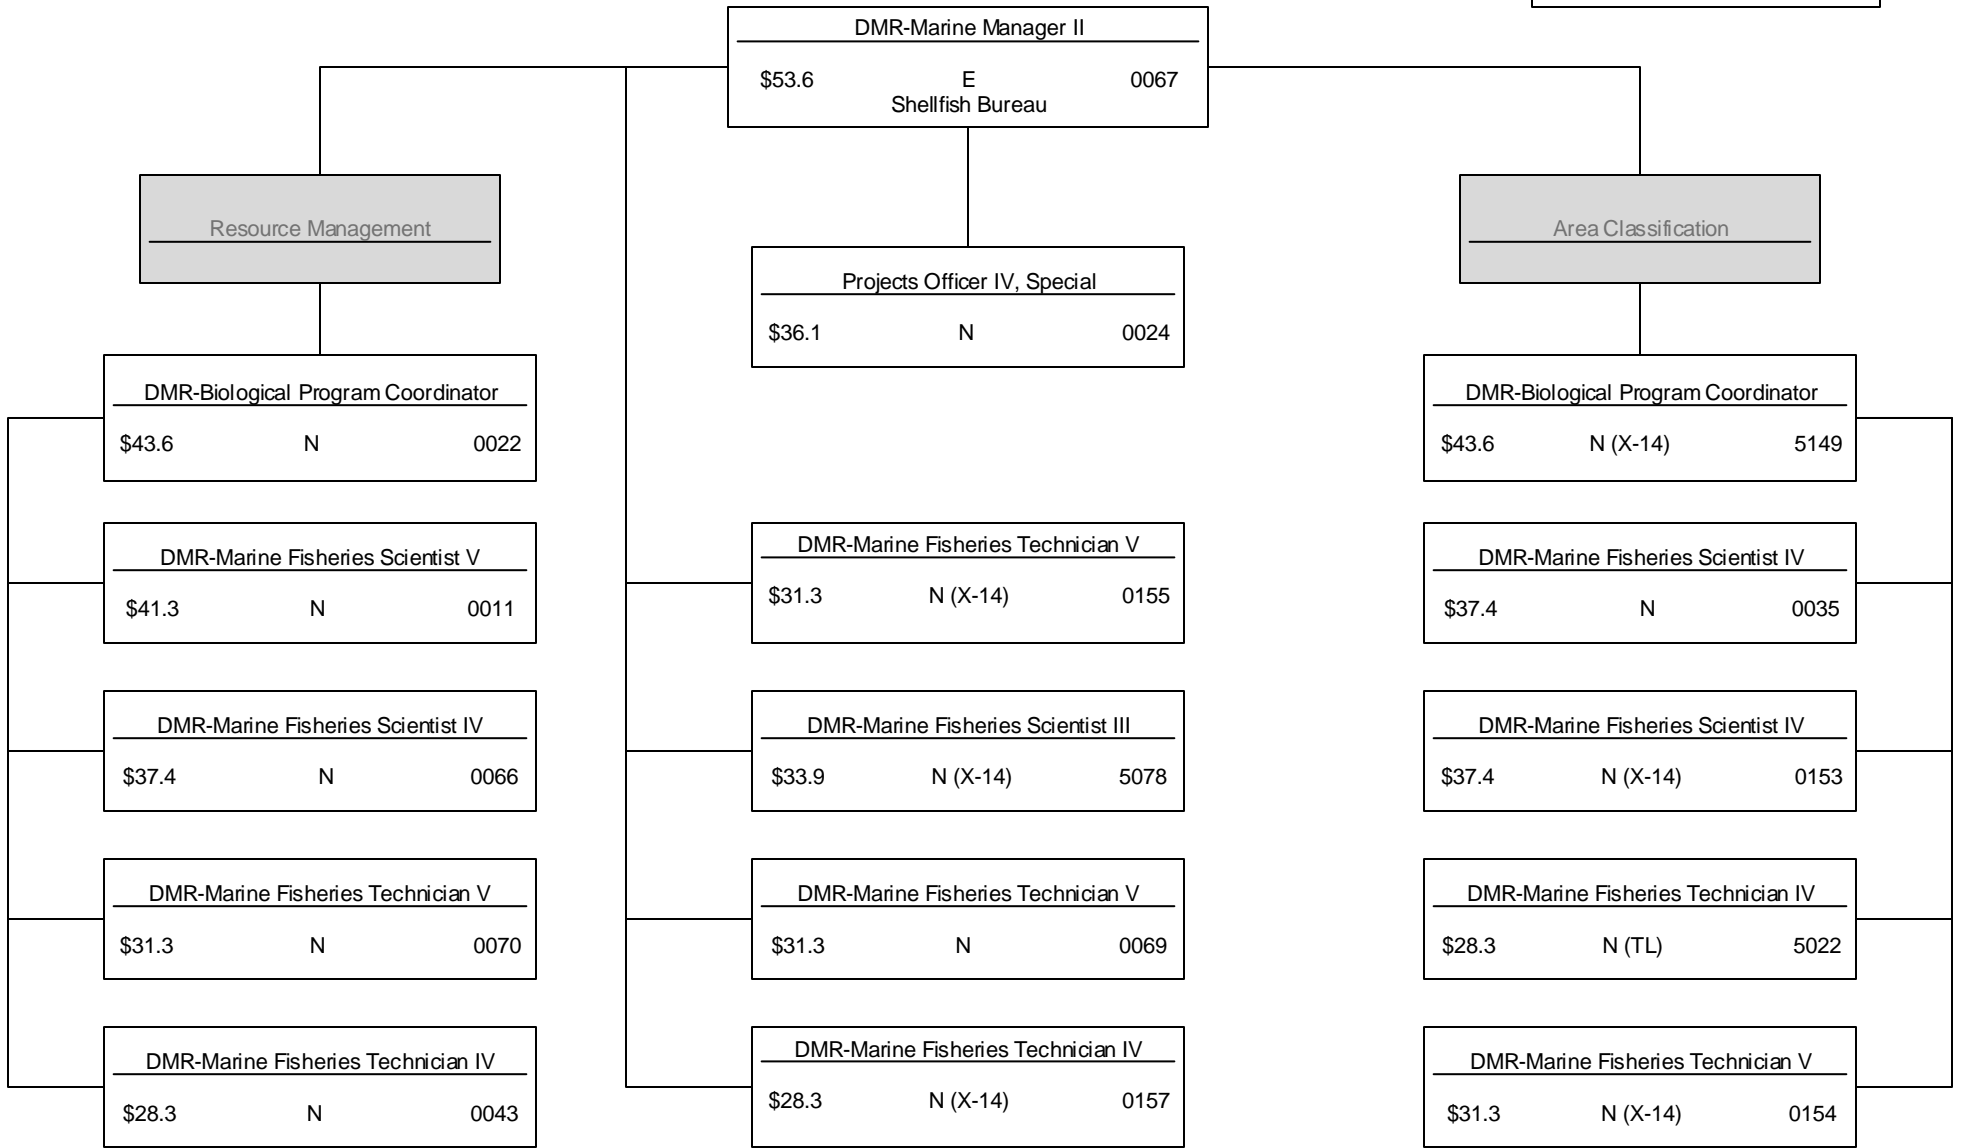 DMR-Marine Manager II
$53.6 E 0067
Shellfish Bureau
Resource Management
Area Classification
Projects Officer IV, Special
$36.1 N 0024
DMR-Biological Program Coordinator
$43.6 N 0022
DMR-Marine Fisheries Scientist V
$41.3 N 0011
DMR-Marine Fisheries Scientist IV
$37.4 N 0066
DMR-Marine Fisheries Technician V
$31.3 N 0070
DMR-Marine Fisheries Technician IV
$28.3 N 0043
DMR-Marine Fisheries Technician V
$31.3 N (X-14) 0155
DMR-Marine Fisheries Scientist III
$33.9 N (X-14) 5078
DMR-Marine Fisheries Technician V
$31.3 N 0069
DMR-Marine Fisheries Technician IV
$28.3 N (X-14) 0157
DMR-Biological Program Coordinator
$43.6 N (X-14) 5149
DMR-Marine Fisheries Scientist IV
$37.4 N 0035
DMR-Marine Fisheries Scientist IV
$37.4 N (X-14) 0153
DMR-Marine Fisheries Technician IV
$28.3 N (TL) 5022
DMR-Marine Fisheries Technician V
$31.3 N (X-14) 0154